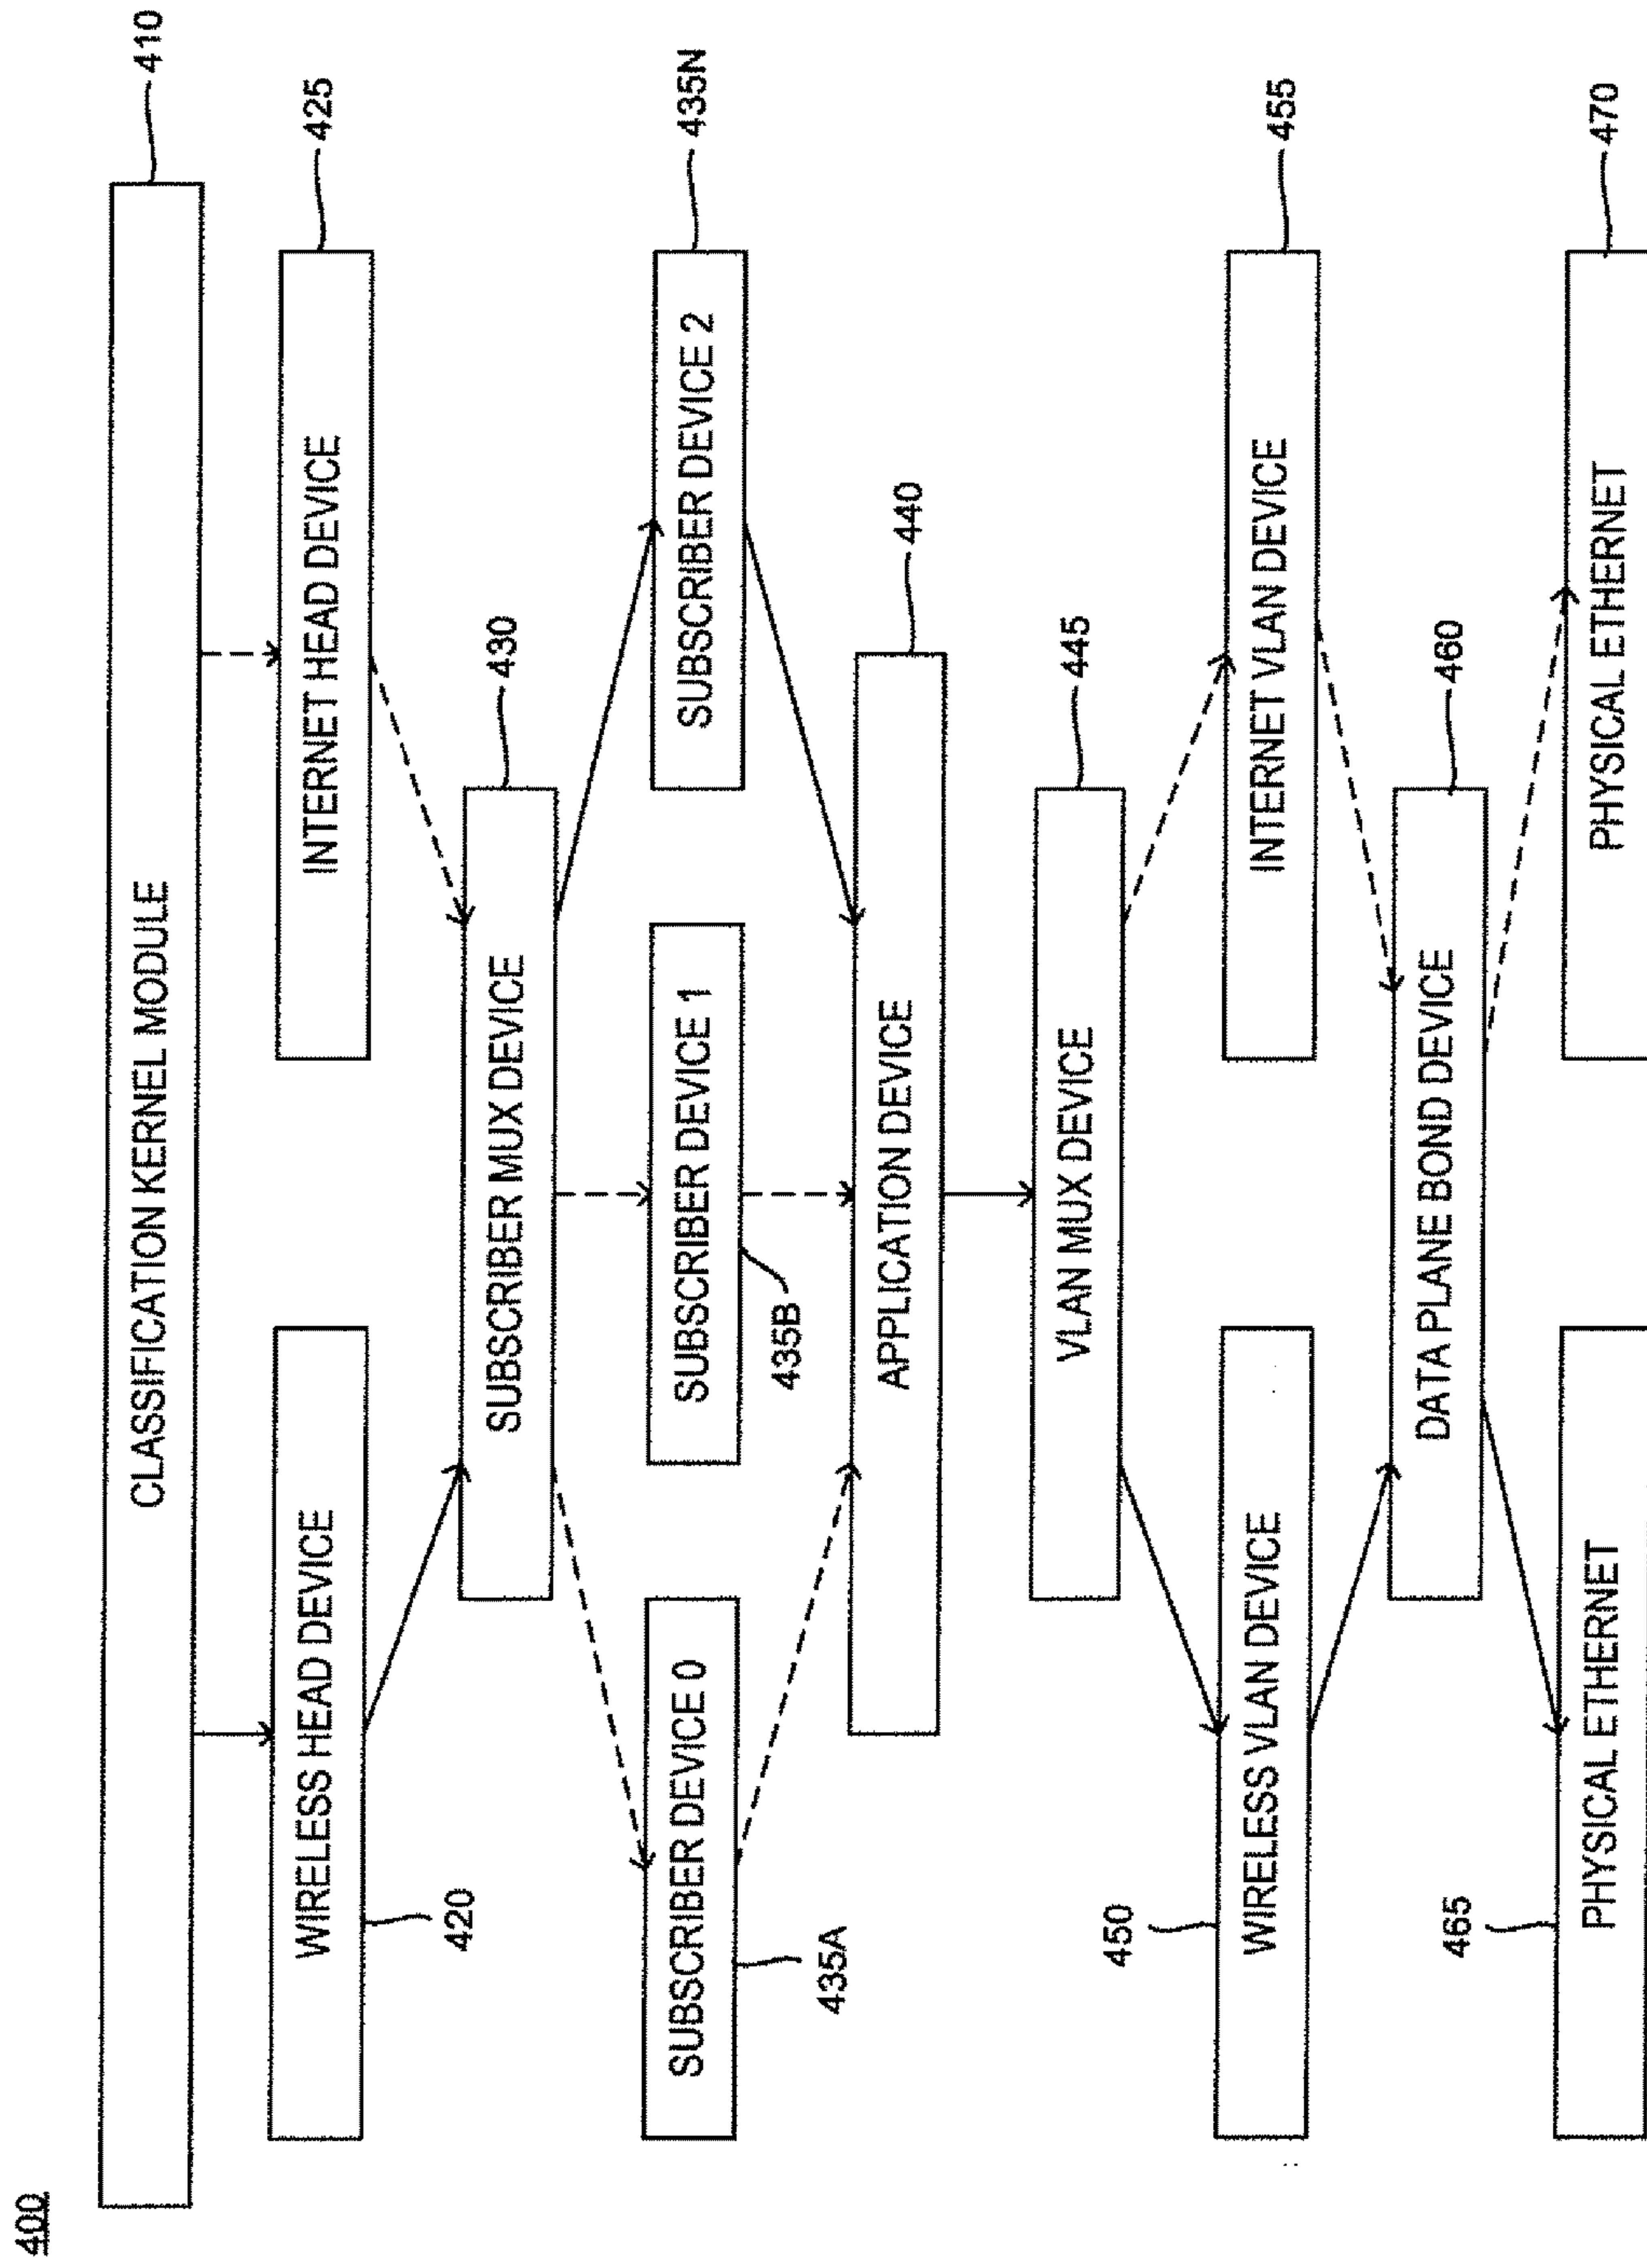 400
CLASSIFICATION KERNEL MODULE
410
WIRELESS HEAD DEVICE
420
INTERNET HEAD DEVICE
425
SUBSCRIBER MUX DEVICE
430
SUBSCRIBER DEVICE 0
435A
SUBSCRIBER DEVICE 1
435B
SUBSCRIBER DEVICE 2
435N
APPLICATION DEVICE
440
VLAN MUX DEVICE
445
WIRELESS VLAN DEVICE
450
INTERNET VLAN DEVICE
455
DATA PLANE BOND DEVICE
460
PHYSICAL ETHERNET
465
PHYSICAL ETHERNET
470